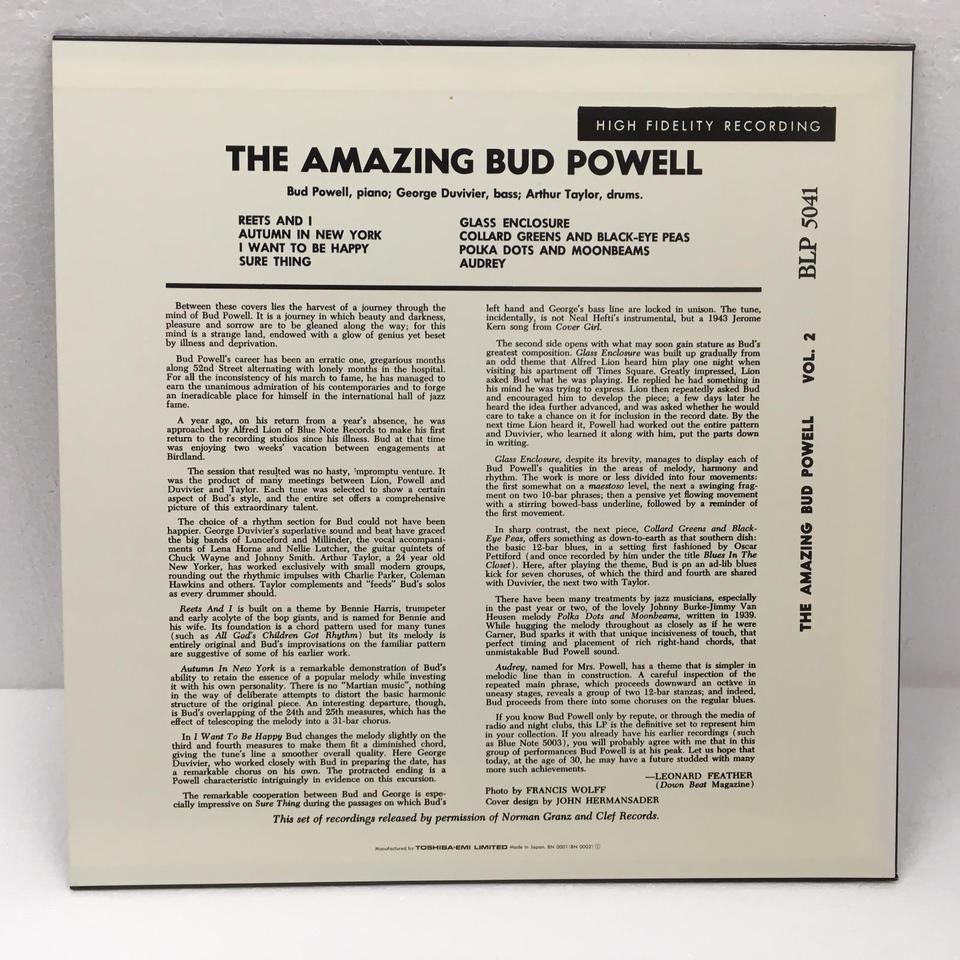 HIGH FIDELITY RECORDING
THE AMAZING BUD POWELL
Bud Powell, piano; George Duvivier, bass; Arthur Taylor, drums.
REETS AND I
AUTUMN IN NEW YORK
I WANT TO BE HAPPY
SURE THING
GLASS ENCLOSURE
COLLARD GREENS AND BLACK-EYE PEAS
POLKA DOTS AND MOONBEAMS
AUDREY
Between these covers lies the harvest of a journey through the
mind of Bud Powell. It is a journey in which beauty and darkness,
pleasure and sorrow are to be gleaned along the way; for this
mind is a strange land, endowed with a glow of genius yet beset
by illness and deprivation.
Bud Powell's career has been an erratic one, gregarious months
along 52nd Street alternating with lonely months in the hospital.
For all the inconsistency of his march to fame, he has managed to
earn the unanimous admiration of his contemporaries and to forge
an ineradicable place for himself in the international hall of jazz
fame.
A year ago, on his return from a year's absence, he was
approached by Alfred Lion of Blue Note Records to make his first
return to the recording studios since his illness. Bud at that time
was enjoying two weeks' vacation between engagements at
Birdland.
The session that resulted was no hasty, impromptu venture. It
was the product of many meetings between Lion, Powell and
Duvivier and Taylor. Each tune was selected to show a certain
aspect of Bud's style, and the entire set offers a comprehensive
picture of this extraordinary talent.
The choice of a rhythm section for Bud could not have been
happier. George Duvivier's superlative sound and beat have graced
the big bands of Lunceford and Millinder, the vocal accompani-
ments of Lena Horne and Nellie Lutcher, the guitar quintets of
Chuck Wayne and Johnny Smith. Arthur Taylor, a 24 year old
New Yorker, has worked exclusively with small modern groups,
rounding out the rhythmic impulses with Charlie Parker, Coleman
Hawkins and others. Taylor complements and "feeds" Bud's solos
as every drummer should.
Reets And I is built on a theme by Bennie Harris, trumpeter
and early acolyte of the bop giants, and is named for Bennie and
his wife. Its foundation is a chord pattern used for many tunes
(such as All God's Children Got Rhythm) but its melody is
entirely original and Bud's improvisations on the familiar pattern
are suggestive of some of his earlier work.
Autumn In New York is a remarkable demonstration of Bud's
ability to retain the essence of a popular melody while investing
it with his own personality. There is no "Martian music", nothing
in the way of deliberate attempts to distort the basic harmonic
structure of the original piece. An interesting departure, though,
is Bud's overlapping of the 24th and 25th measures, which has the
effect of telescoping the melody into a 31-bar chorus.
In I Want To Be Happy Bud changes the melody slightly on the
third and fourth measures to make them fit a diminished chord,
giving the tune's line a smoother overall quality. Here George
Duvivier, who worked closely with Bud in preparing the date, has
a remarkable chorus on his own. The protracted ending is a
Powell characteristic intriguingly in evidence on this excursion.
The remarkable cooperation between Bud and George is espe-
cially impressive on Sure Thing during the passages on which Bud's
left hand and George's bass line are locked in unison. The tune,
incidentally, is not Neal Hefti's instrumental, but a 1943 Jerome
Kern song from Cover Girl.
The second side opens with what may soon gain stature as Bud's
greatest composition. Glass Enclosure was built up gradually from
an odd theme that Alfred Lion heard him play one night when
visiting his apartment off Times Square. Greatly impressed, Lion
asked Bud what he was playing. He replied he had something in
his mind he was trying to express. Lion then repeatedly asked Bud
and encouraged him to develop the piece; a few days later he
heard the idea further advanced, and was asked whether he would
care to take a chance on it for inclusion in the record date. By the
next time Lion heard it, Powell had worked out the entire pattern
and Duvivier, who learned it along with him, put the parts down
in writing.
Glass Enclosure, despite its brevity, manages to display each of
Bud Powell's qualities in the areas of melody, harmony and
rhythm. The work is more or less divided into four movements:
the first somewhat on a maestoso level, the next a swinging frag-
ment on two 10-bar phrases; then a pensive yet flowing movement
with a stirring bowed-bass underline, followed by a reminder of
the first movement.
In sharp contrast, the next piece, Collard Greens and Black-
Eye Peas, offers something as down-to-earth as that southern dish:
the basic 12-bar blues, in a setting first fashioned by Oscar
Pettiford (and once recorded by him under the title Blues In The
Closet). Here, after playing the theme, Bud is on an ad-lib blues
kick for seven choruses, of which the third and fourth are shared
with Duvivier, the next two with Taylor.
There have been many treatments by jazz musicians, especially
in the past year or two, of the lovely Johnny Burke-Jimmy Van
Heusen melody Polka Dots and Moonbeams, written in 1939.
While hugging the melody throughout as closely as if he were
Garner, Bud sparks it with that unique incisiveness of touch, that
perfect timing and placement of rich right-hand chords, that
unmistakable Bud Powell sound.
Audrey, named for Mrs. Powell, has a theme that is simpler in
melodic line than in construction. A careful inspection of the
repeated main phrase, which proceeds downward an octave in
uneasy stages, reveals a group of two 12-bar stanzas; and indeed,
Bud proceeds from there into some choruses on the regular blues.
If you know Bud Powell only by repute, or through the media of
radio and night clubs, this LP is the definitive set to represent him
in your collection. If you already have his earlier recordings (such
as Blue Note 5003), you will probably agree with me that in this
group of performances Bud Powell is at his peak. Let us hope that
today, at the age of 30, he may have a future studded with many
more such achievements.
—LEONARD FEATHER
(Down Beat Magazine)
Photo by FRANCIS WOLFF
Cover design by JOHN HERMANSADER
This set of recordings released by permission of Norman Granz and Clef Records.
Manufactured by TOSHIBA-EMI LIMITED Made in Japan. BN 0001 (BN 0002)
THE AMAZING BUD POWELL VOL. 2 BLP 5041